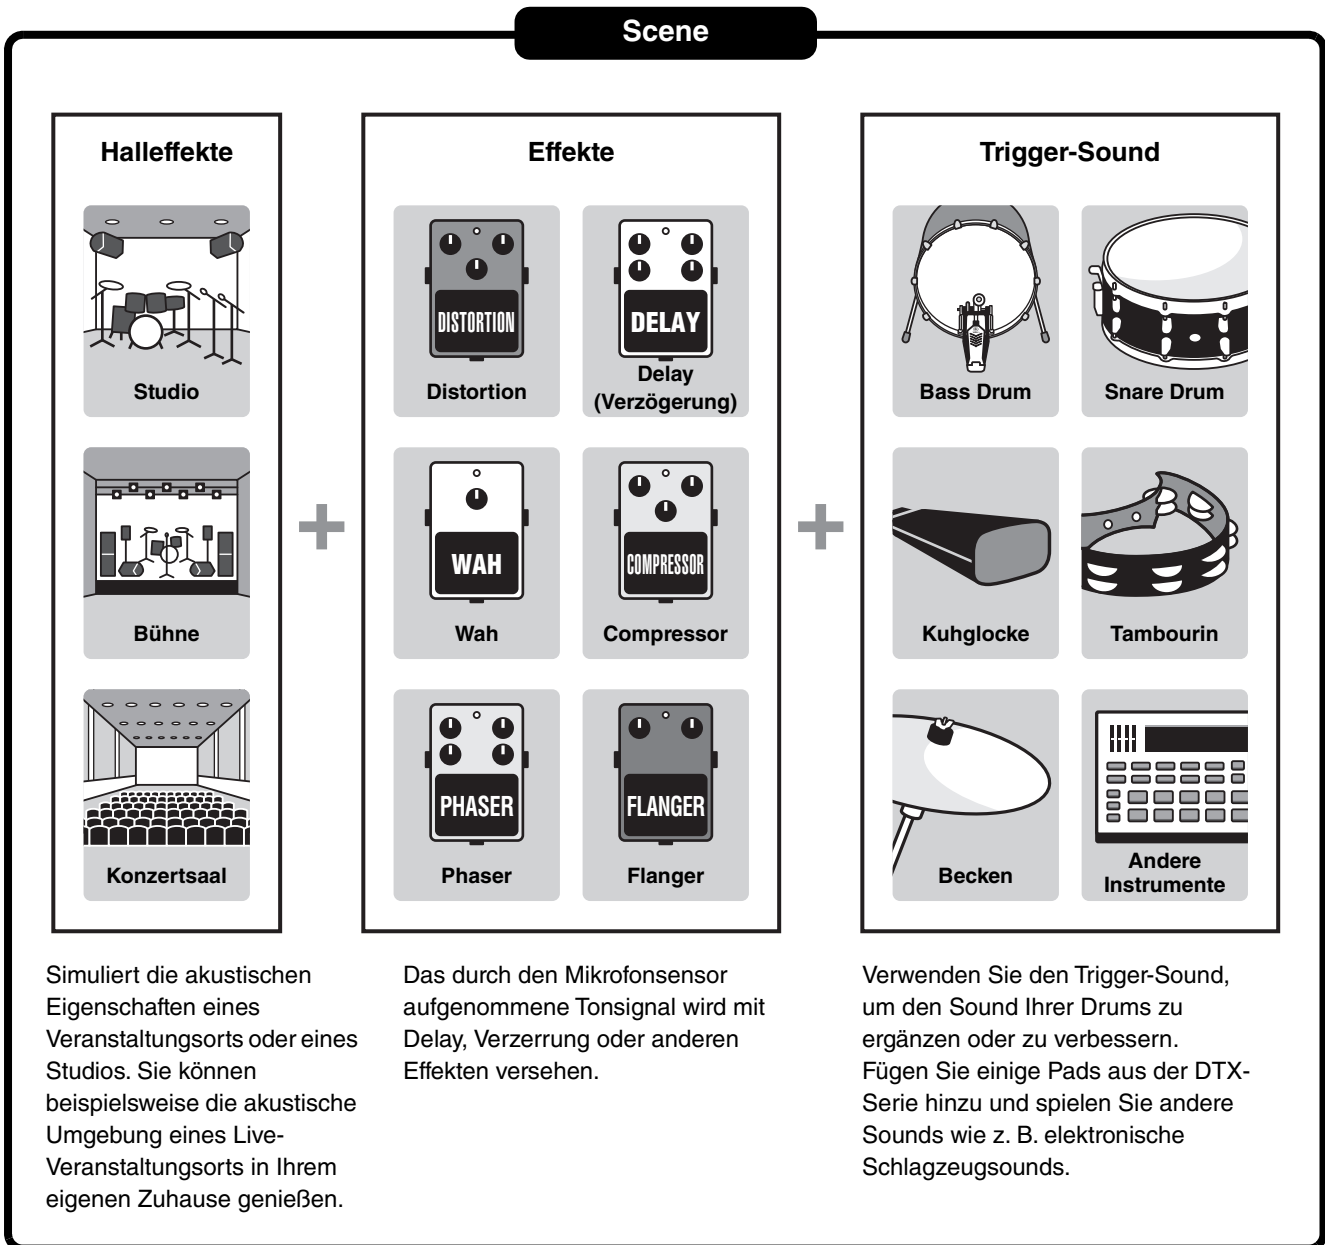 Scene
Halleffekte
Studio
Bühne
Konzertsaal
Simuliert die akustischen
Eigenschaften eines
Veranstaltungsorts oder eines
Studios. Sie können
beispielsweise die akustische
Umgebung eines Live-
Veranstaltungsorts in Ihrem
eigenen Zuhause genießen.
+
Effekte
DISTORTION
Distortion
DELAY
Delay
(Verzögerung)
WAH
Wah
COMPRESSOR
Compressor
PHASER
Phaser
FLANGER
Flanger
Das durch den Mikrofonsensor
aufgenommene Tonsignal wird mit
Delay, Verzerrung oder anderen
Effekten versehen.
+
Trigger-Sound
Bass Drum
Snare Drum
Kuhglocke
Tambourin
Becken
Andere
Instrumente
Verwenden Sie den Trigger-Sound,
um den Sound Ihrer Drums zu
ergänzen oder zu verbessern.
Fügen Sie einige Pads aus der DTX-
Serie hinzu und spielen Sie andere
Sounds wie z. B. elektronische
Schlagzeugsounds.